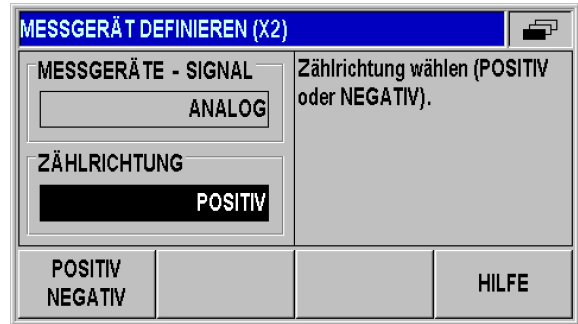 MESSGERÄT DEFINIEREN (X2)
MESSGERÄTE - SIGNAL
ANALOG
ZÄHLRICHTUNG
POSITIV
Zählrichtung wählen (POSITIV
oder NEGATIV).
POSITIV
NEGATIV
HILFE